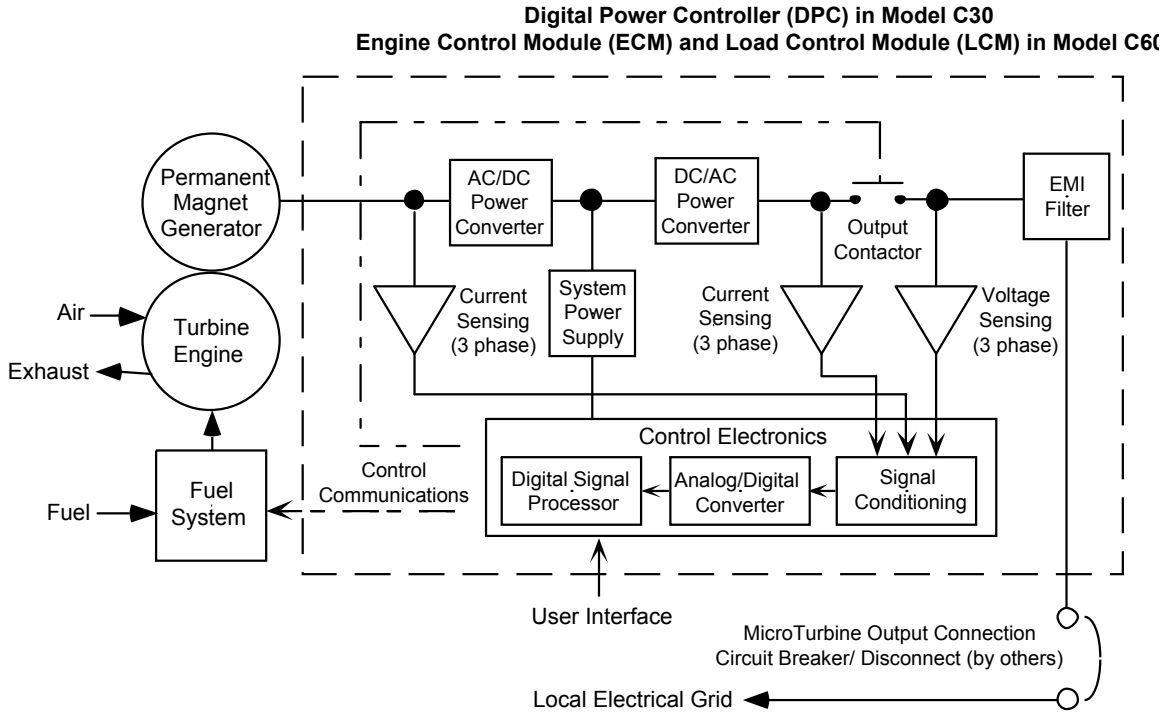 Digital Power Controller (DPC) in Model C30
Engine Control Module (ECM) and Load Control Module (LCM) in Model C60
Permanent
Magnet
Generator
AC/DC
Power
Converter
DC/AC
Power
Converter
Output
Contactor
EMI
Filter
Air
Exhaust
Turbine
Engine
Current
Sensing
(3 phase)
System
Power
Supply
Current
Sensing
(3 phase)
Voltage
Sensing
(3 phase)
Fuel
Fuel
System
Control
Communications
Control Electronics
Digital Signal
Processor
Analog/Digital
Converter
Signal
Conditioning
User Interface
MicroTurbine Output Connection
Circuit Breaker/ Disconnect (by others)
Local Electrical Grid